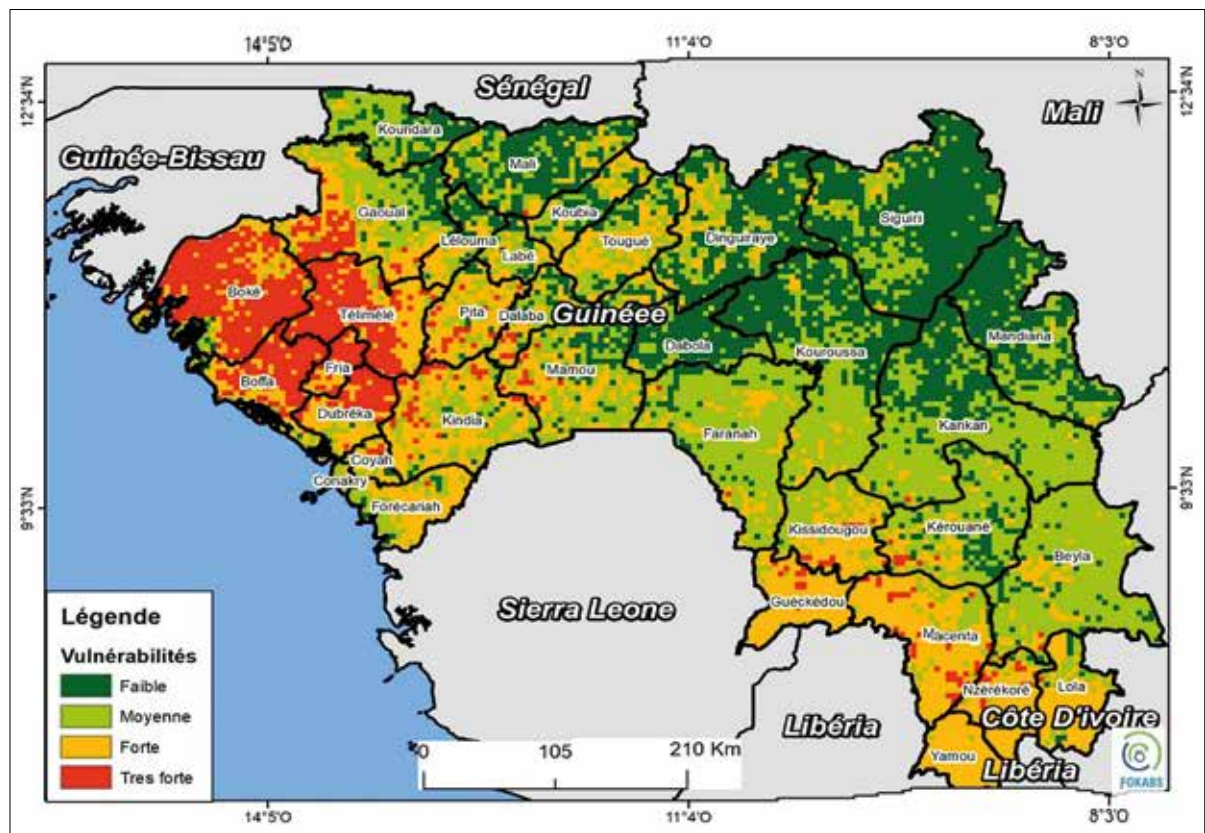 14°5'O
11°4'O
8°3'O
12°34'N
12°34'N
Sénégal
Mali
Guinée-Bissau
Koundara
Mali
Gaoual
Koubia
Siguiri
Lélouma
Labé
Tougué
Dinguiraye
Boké
Télimélé
Pita
Dalaba
Guinéee
Mandiana
Dabola
Kouroussa
Fria
Mamou
Boffa
Dubréka
Kindia
Faranah
Kankan
Coyah
Conakry
9°33'N
9°33'N
Forécariah
Kissidougou
Kérouané
Beyla
Guéckédou
Sierra Leone
Macenta
Nzérékoré
Lola
Côte D'ivoire
Libéria
Yamou
Libéria
Légende
Vulnérabilités
Faible
Moyenne
Forte
Tres forte
0 105 210 Km
FOKABS
14°5'O
11°4'O
8°3'O